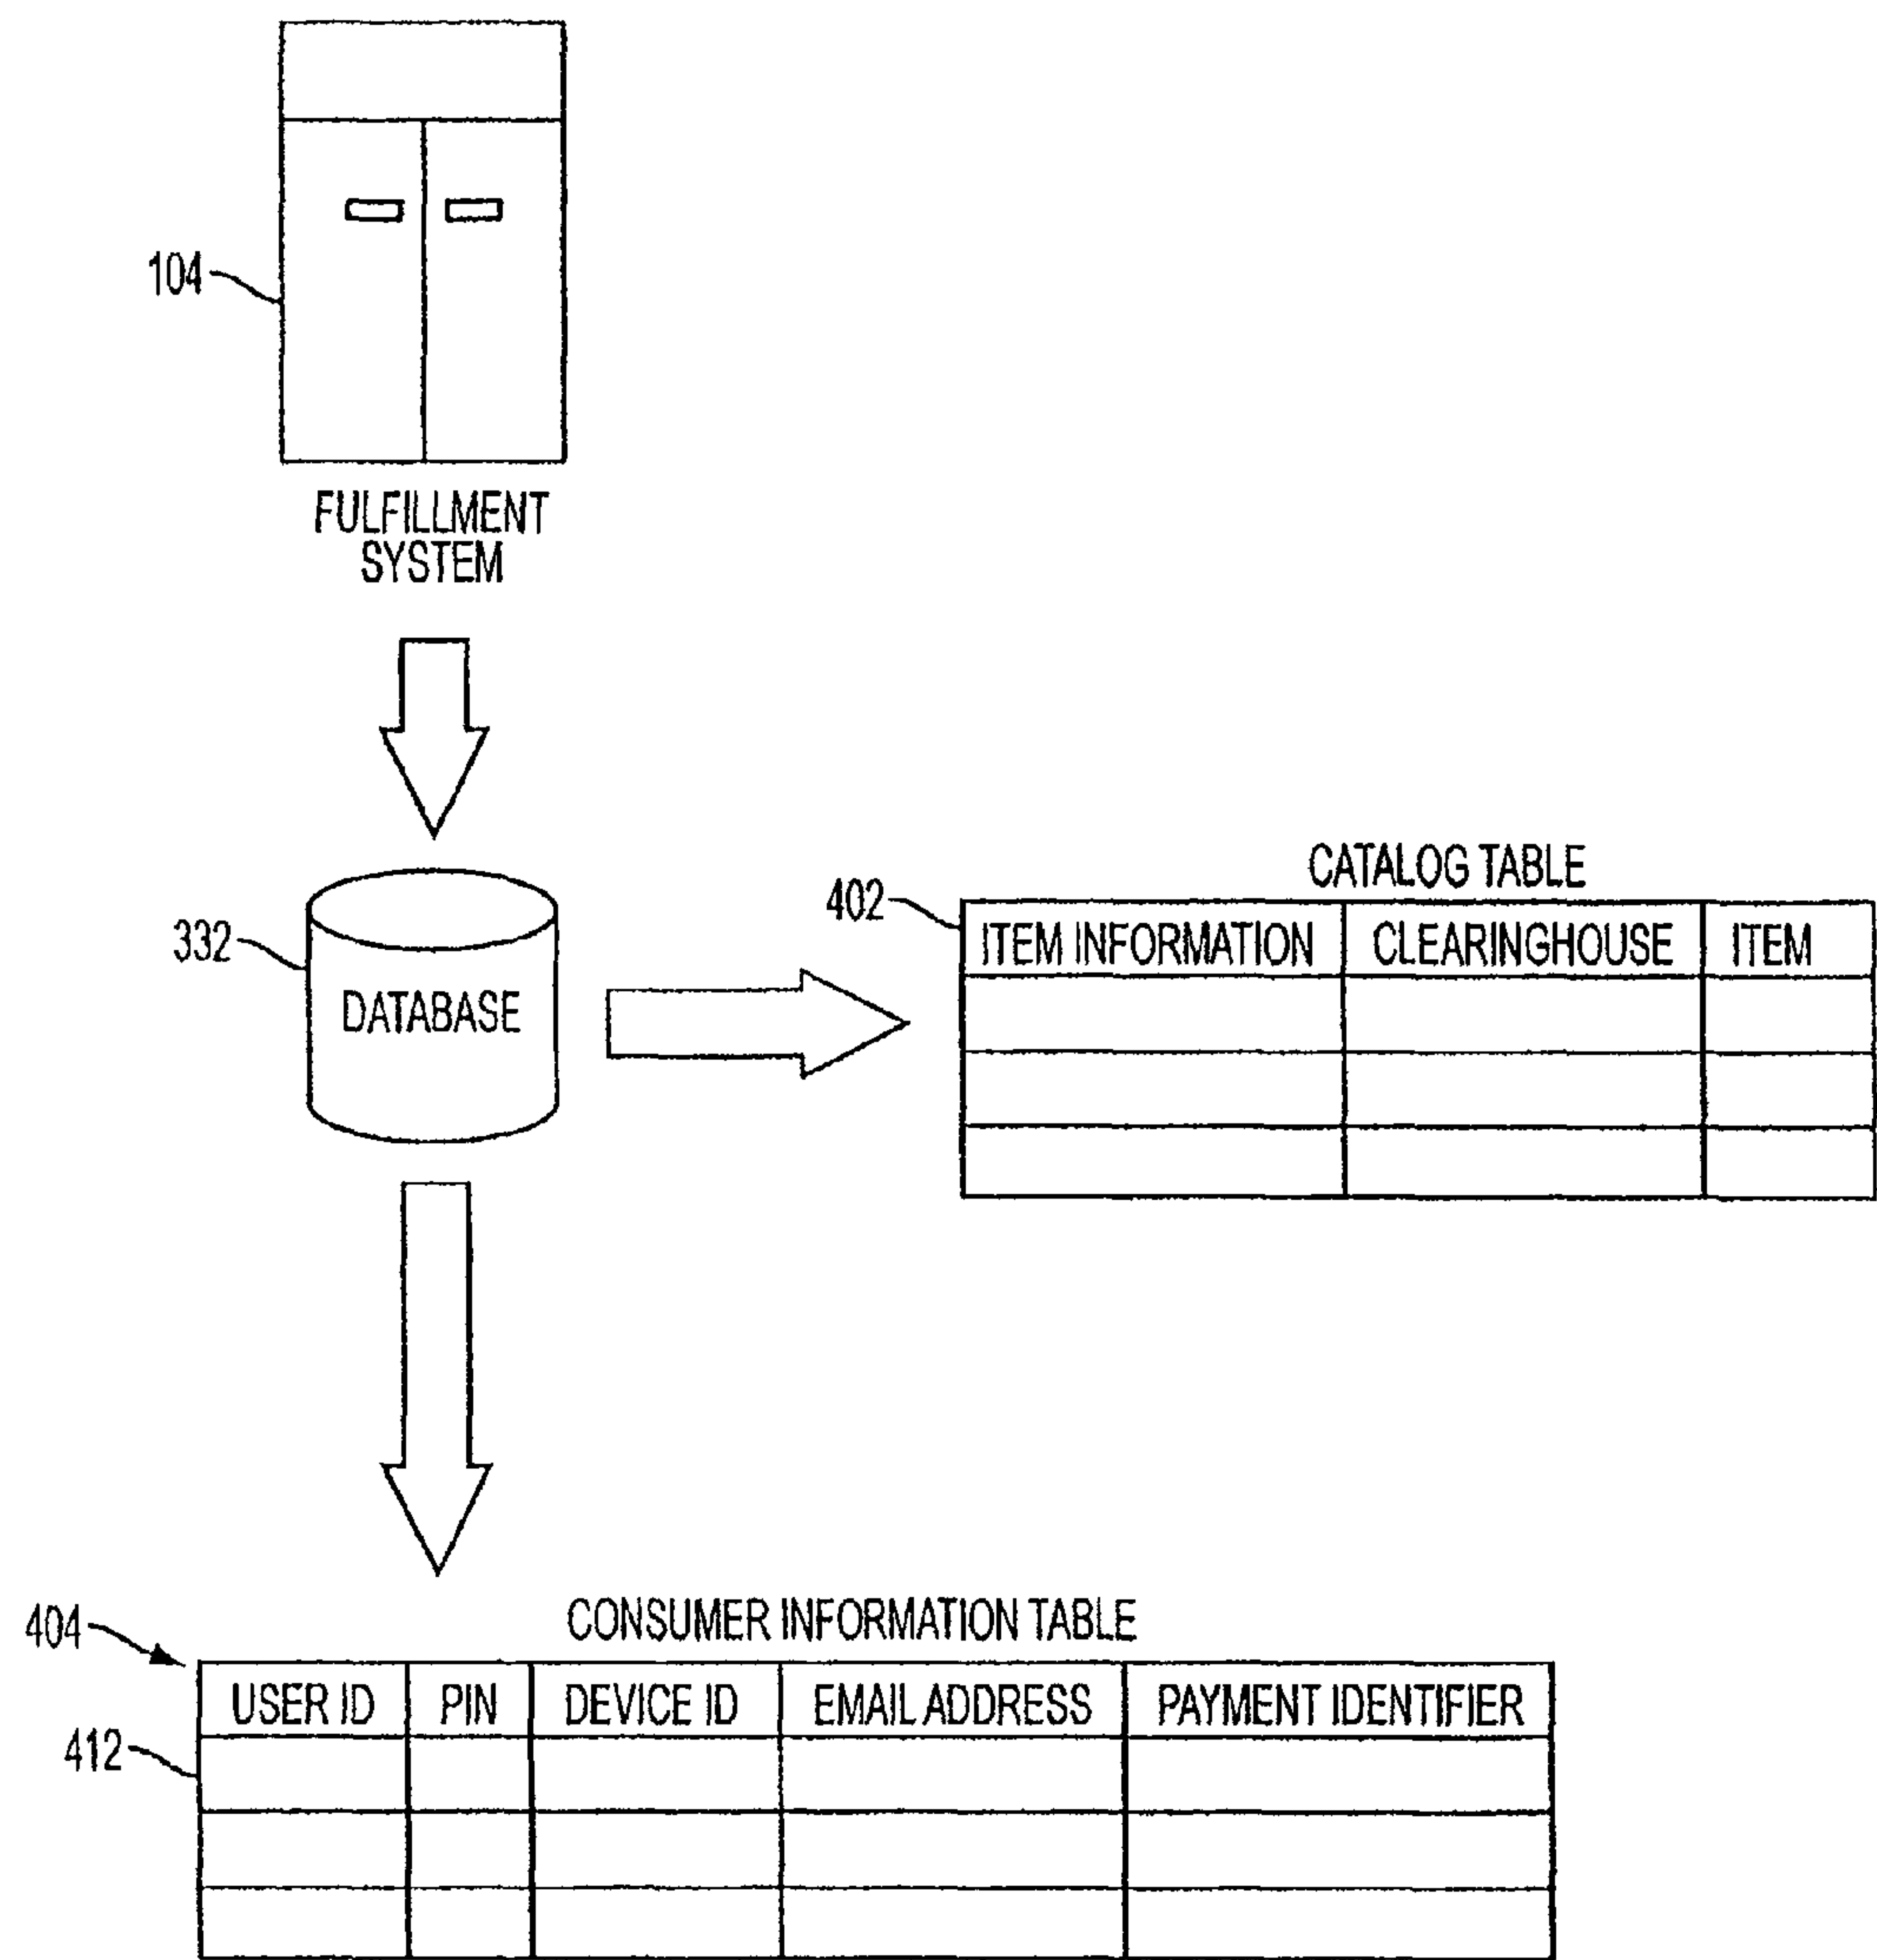 104
FULFILLMENT
SYSTEM
332
DATABASE
CATALOG TABLE
402
ITEM INFORMATION CLEARINGHOUSE ITEM
404
CONSUMER INFORMATION TABLE
USER ID PIN DEVICE ID EMAIL ADDRESS PAYMENT IDENTIFIER
412